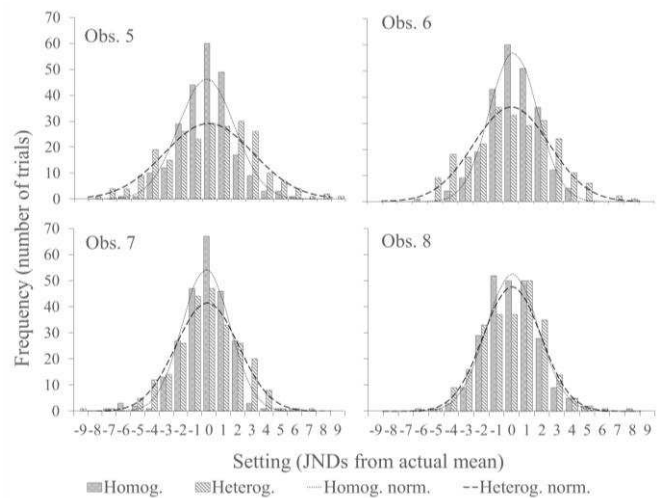 70
60
50
40
30
20
10
0
Obs. 5
Obs. 6
70
60
50
40
30
20
10
0
Obs. 7
Obs. 8
Frequency (number of trials)
-9 -8 -7 -6 -5 -4 -3 -2 -1 0 1 2 3 4 5 6 7 8 9
-9 -8 -7 -6 -5 -4 -3 -2 -1 0 1 2 3 4 5 6 7 8 9
Setting (JNDs from actual mean)
Homog. Heterog. Homog. norm. Heterog. norm.